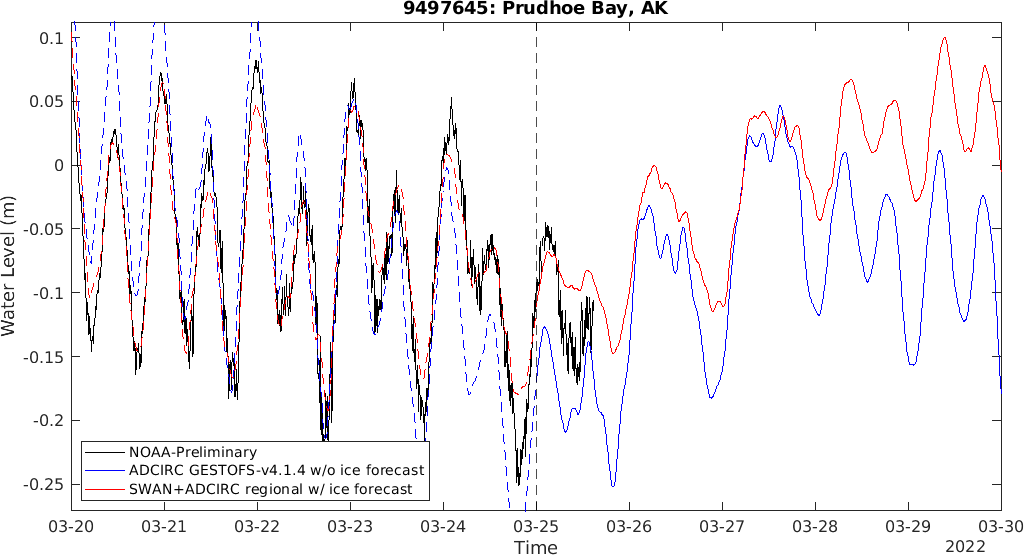 9497645: Prudhoe Bay, AK
0.1
0.05
0
-0.05
-0.1
-0.15
-0.2
-0.25
Water Level (m)
NOAA-Preliminary
ADCIRC GESTOFS-v4.1.4 w/o ice forecast
SWAN+ADCIRC regional w/ ice forecast
03-20 03-21 03-22 03-23 03-24 03-25 03-26 03-27 03-28 03-29 03-30
Time
2022